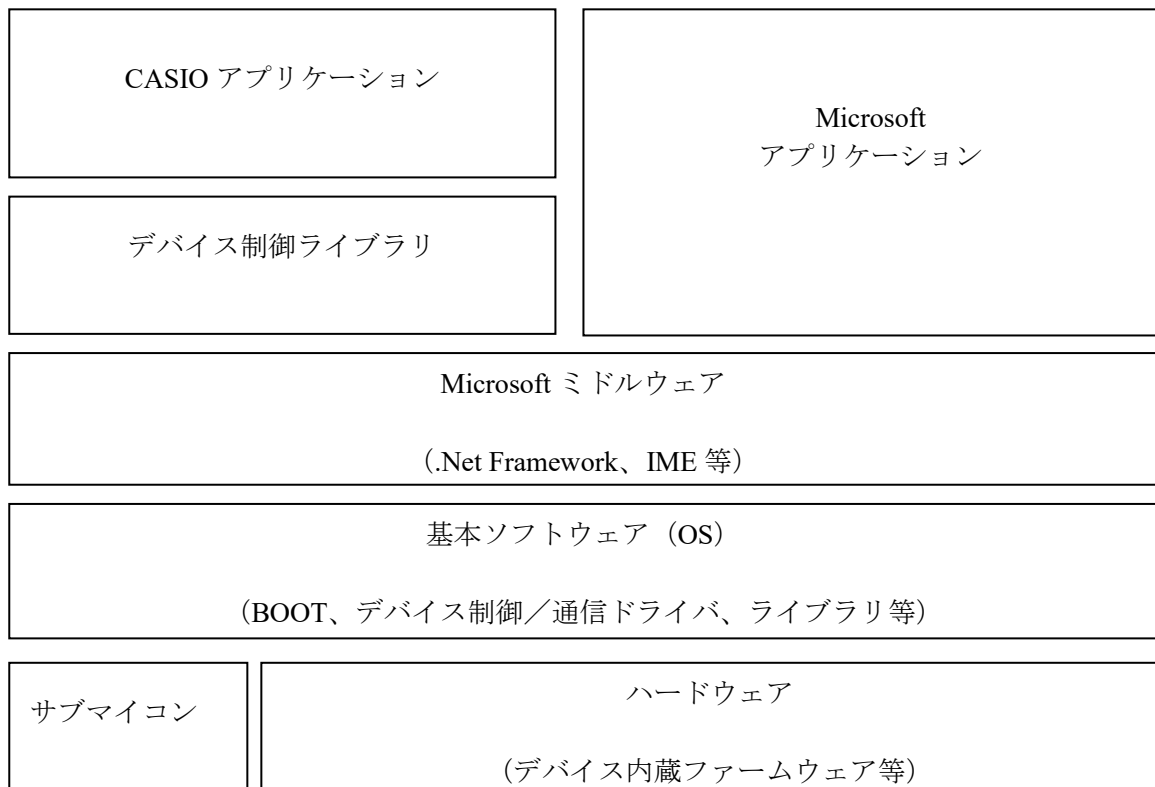 CASIO アプリケーション
Microsoft
アプリケーション
デバイス制御ライブラリ
Microsoft ミドルウェア
(.Net Framework、IME 等)
基本ソフトウェア（OS）
（BOOT、デバイス制御／通信ドライバ、ライブラリ等）
サブマイコン
ハードウェア
（デバイス内蔵ファームウェア等）